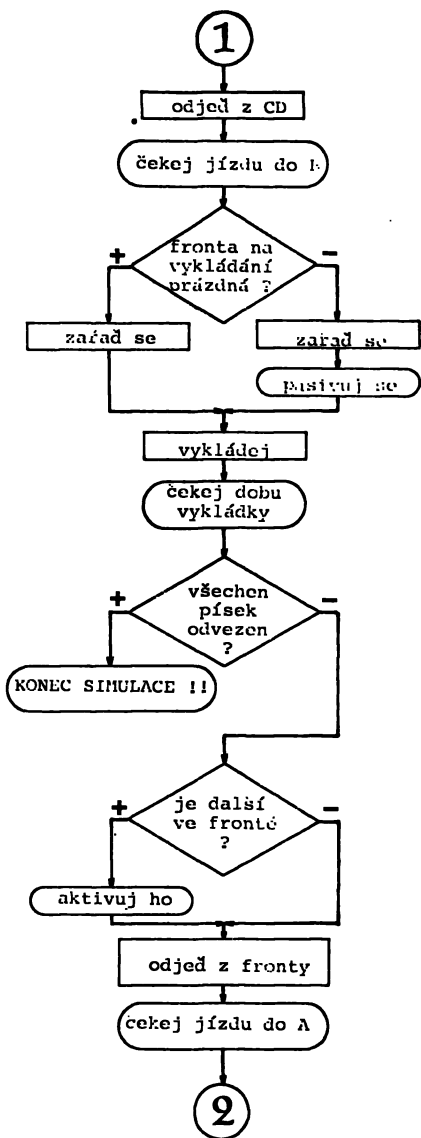 1
odjeď z CD
čekej jízdu do
+
fronta na
–
vykládání
prázdná ?
zařaď se
zařaď se
pasivuj se
vykládej
čekej dobu
vykládky
+
všechen
–
písek
odvezen
?
KONEC SIMULACE !!
+
je další
–
ve frontě
?
aktivuj ho
odjeď z fronty
čekej jízdu do A
2